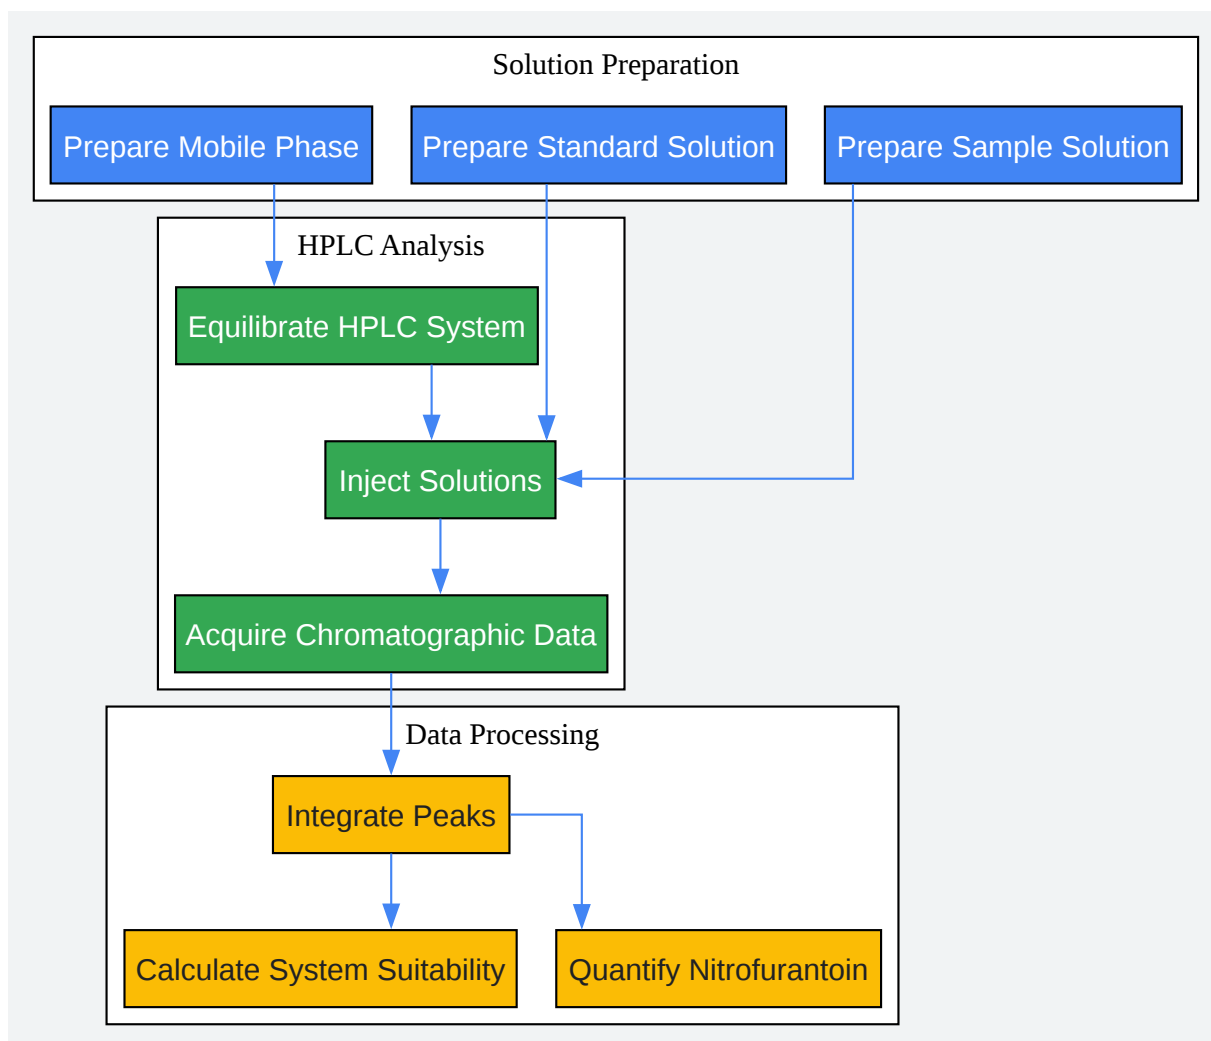 Solution Preparation
Prepare Mobile Phase
Prepare Standard Solution
Prepare Sample Solution
HPLC Analysis
Equilibrate HPLC System
Inject Solutions
Acquire Chromatographic Data
Data Processing
Integrate Peaks
Calculate System Suitability
Quantify Nitrofurantoin